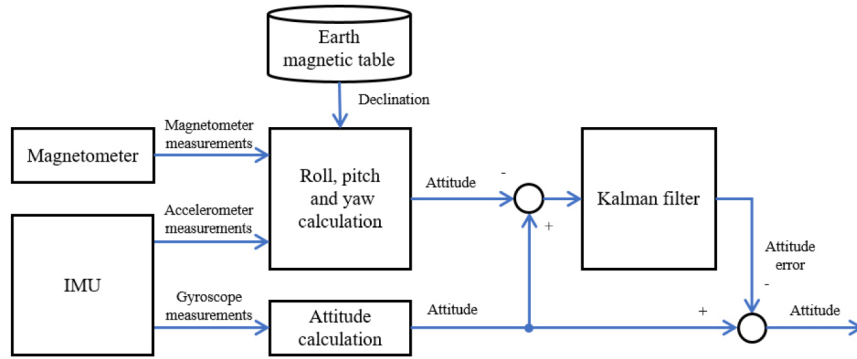 Earth
magnetic table
Declination
Magnetometer
Magnetometer
measurements
Roll, pitch
and yaw
calculation
Attitude
-
+
Kalman filter
IMU
Accelerometer
measurements
Gyroscope
measurements
Attitude
calculation
Attitude
Attitude
error
-
+
Attitude